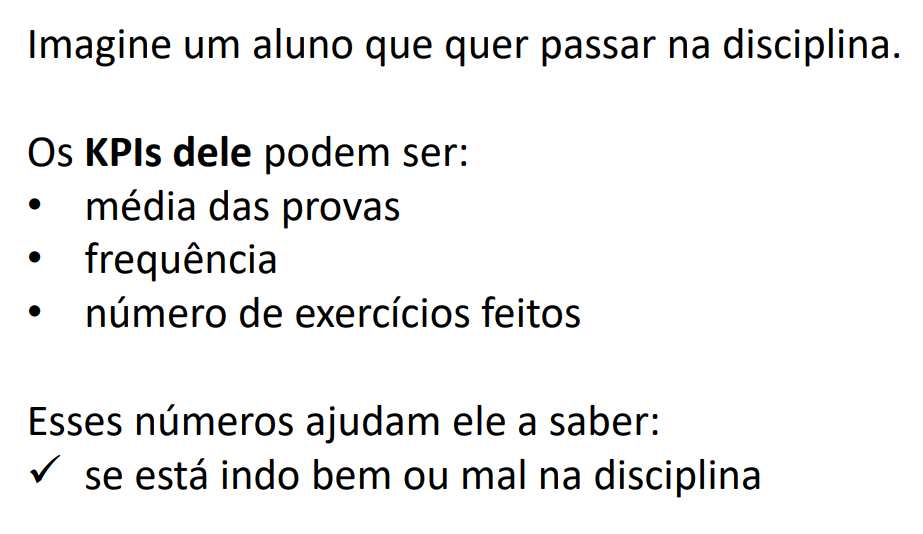 Imagine um aluno que quer passar na disciplina.
Os KPIs dele podem ser:
• média das provas
• frequência
• número de exercícios feitos
Esses números ajudam ele a saber:
✓ se está indo bem ou mal na disciplina